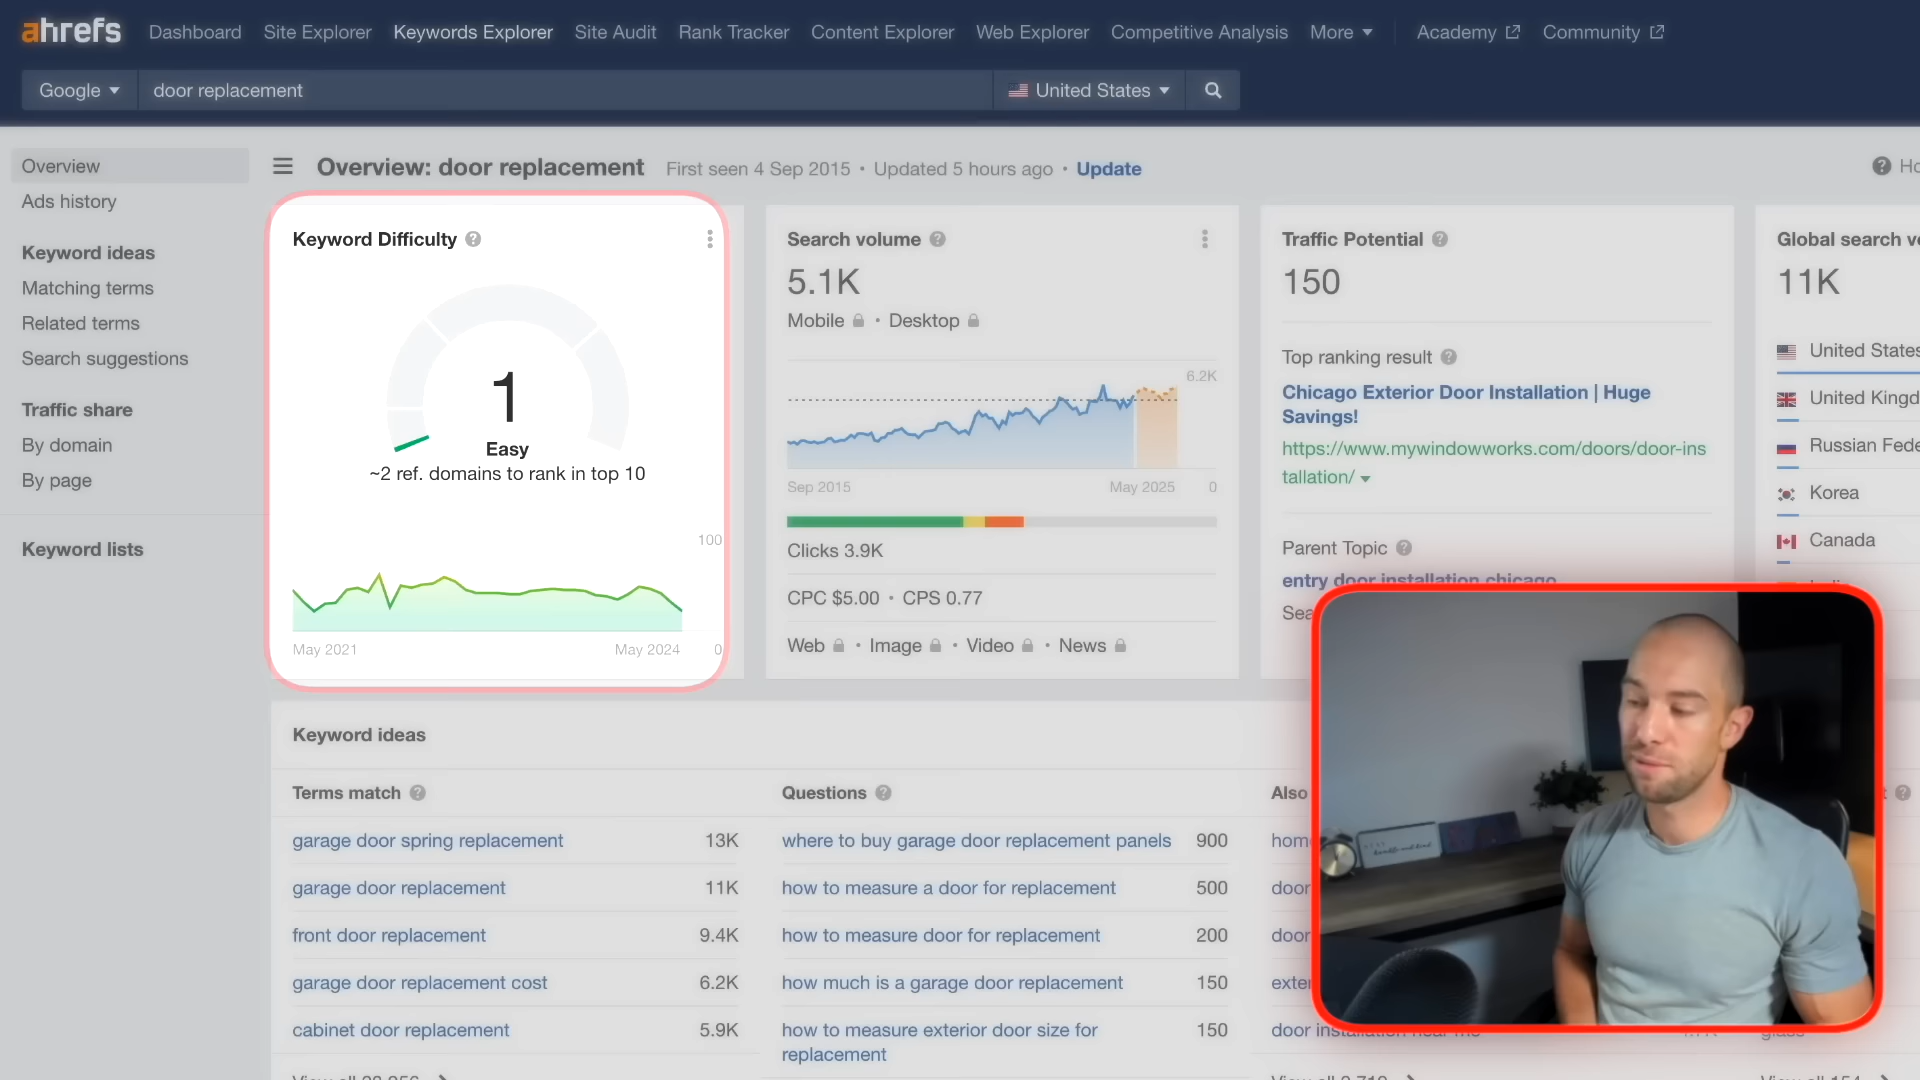 ahrefs
Dashboard
Site Explorer
Keywords Explorer
Site Audit
Rank Tracker
Content Explorer
Web Explorer
Competitive Analysis
More
Academy
Community
Google
door replacement
United States
Overview
Ads history
Keyword ideas
Matching terms
Related terms
Search suggestions
Traffic share
By domain
By page
Keyword lists
Overview: door replacement
First seen 4 Sep 2015 • Updated 5 hours ago • Update
Keyword Difficulty
1
Easy
~2 ref. domains to rank in top 10
100
May 2021
May 2024
0
Search volume
5.1K
Mobile • Desktop
6.2K
Sep 2015
May 2025
0
Clicks 3.9K
CPC $5.00 • CPS 0.77
Web • Image • Video • News
Traffic Potential
150
Top ranking result
Chicago Exterior Door Installation | Huge
Savings!
https://www.mywindowworks.com/doors/door-ins
tallation/
Parent Topic
entry door installation chicago
Global search
11K
United States
United
Russian
Korea
Canada
Keyword ideas
Terms match
garage door spring replacement 13K
garage door replacement 11K
front door replacement 9.4K
garage door replacement cost 6.2K
cabinet door replacement 5.9K
Questions
where to buy garage door replacement panels 900
how to measure a door for replacement 500
how to measure door for replacement 200
how much is a garage door replacement 150
how to measure exterior door size for 150
replacement
Also
door
door
door